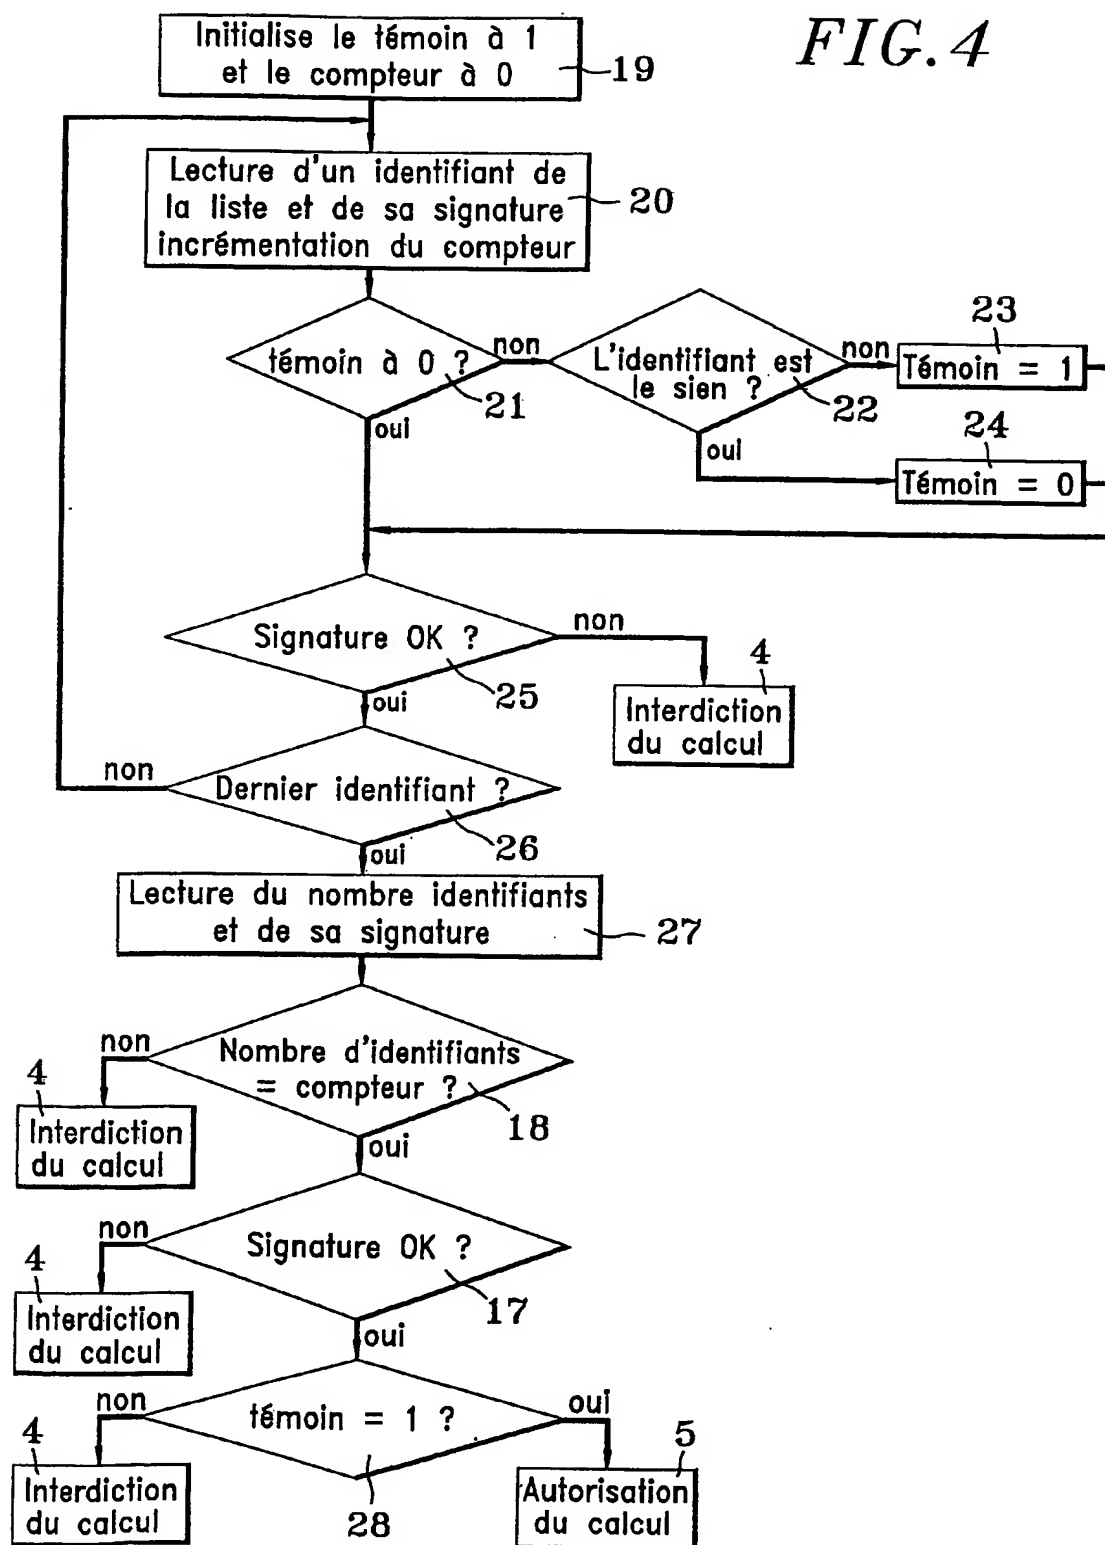 FIG.4
Initialise le témoin à 1
et le compteur à 0
19
Lecture d'un identifiant de
la liste et de sa signature
incrémentation du compteur
20
témoin à 0 ?
21
non
oui
L'identifiant est
le sien ?
22
non
oui
23
Témoin = 1
24
Témoin = 0
Signature OK ?
25
non
oui
4
Interdiction
du calcul
Dernier identifiant ?
26
non
oui
Lecture du nombre identifiants
et de sa signature
27
Nombre d'identifiants
= compteur ?
18
non
oui
4
Interdiction
du calcul
Signature OK ?
17
non
oui
4
Interdiction
du calcul
témoin = 1 ?
28
non
oui
4
Interdiction
du calcul
5
Autorisation
du calcul